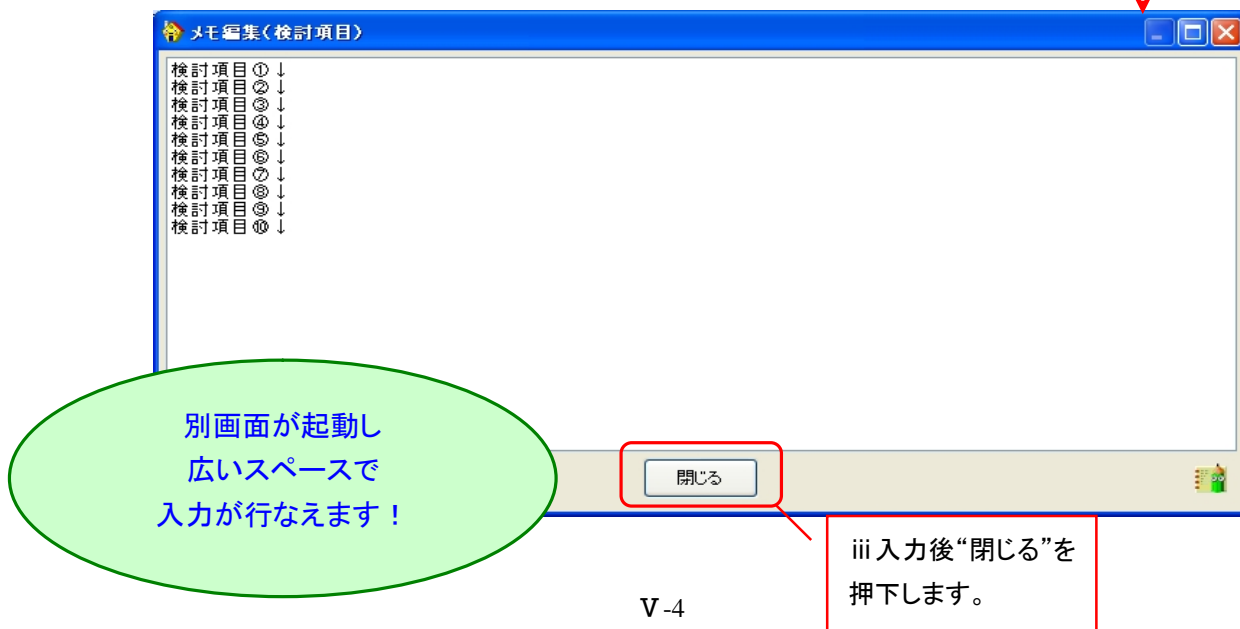 メモ編集(検討項目)
検討項目①↓
検討項目②↓
検討項目③↓
検討項目④↓
検討項目⑤↓
検討項目⑥↓
検討項目⑦↓
検討項目⑧↓
検討項目⑨↓
検討項目⑩↓
別画面が起動し
広いスペースで
入力が行なえます！
閉じる
ⅲ入力後“閉じる”を
押下します。
Ⅴ-4